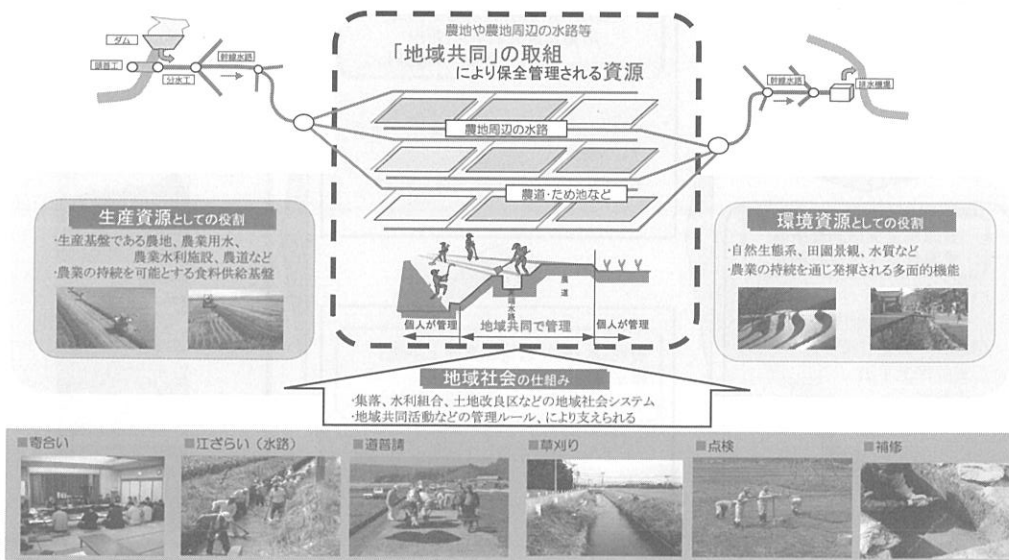 農地や農地周辺の水路等
「地域共同」の取組
により保全管理される資源
ダム
頭首工
分水工
幹線水路
幹線水路
排水機場
農地周辺の水路
農道・ため池など
生産資源としての役割
・生産基盤である農地、農業用水、
農業水利施設、農道など
・農業の持続を可能とする食料供給基盤
環境資源としての役割
・自然生態系、田園景観、水質など
・農業の持続を通じ発揮される多面的機能
農道
用水路
個人が管理
地域共同で管理
個人が管理
地域社会の仕組み
・集落、水利組合、土地改良区などの地域社会システム
・地域共同活動などの管理ルール、により支えられる
■寄合い
■江ざらい（水路）
■道普請
■草刈り
■点検
■補修